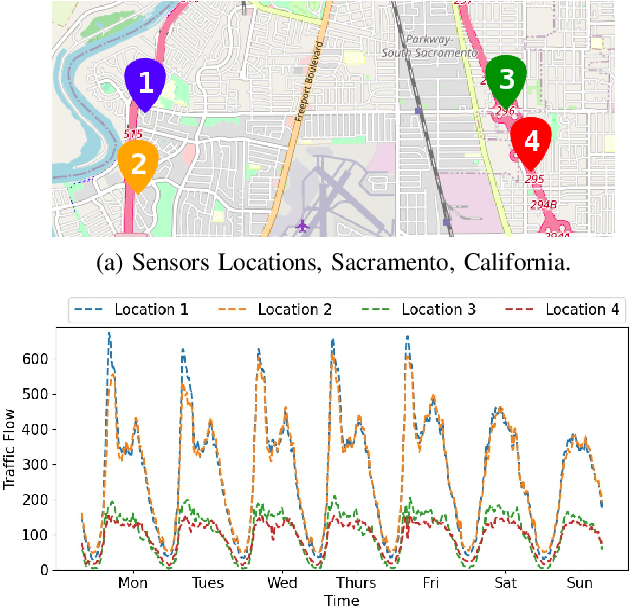 Parkway-
South Sacramento
Freeport Boulevard
1
2
3
4
515
296
295
294B
294A
(a) Sensors Locations, Sacramento, California.
Location 1 Location 2 Location 3 Location 4
Traffic Flow
600
500
400
300
200
100
0
Mon Tues Wed Thurs Fri Sat Sun
Time